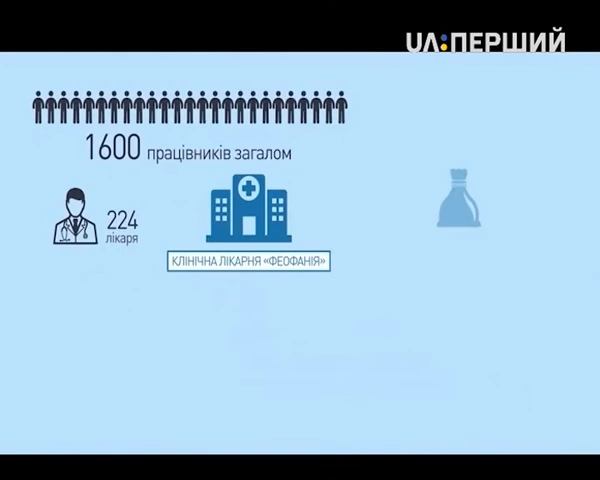 UA:ПЕРШИЙ
1600 працівників загалом
224
лікаря
КЛІНІЧНА ЛІКАРНЯ «ФЕОФАНІЯ»